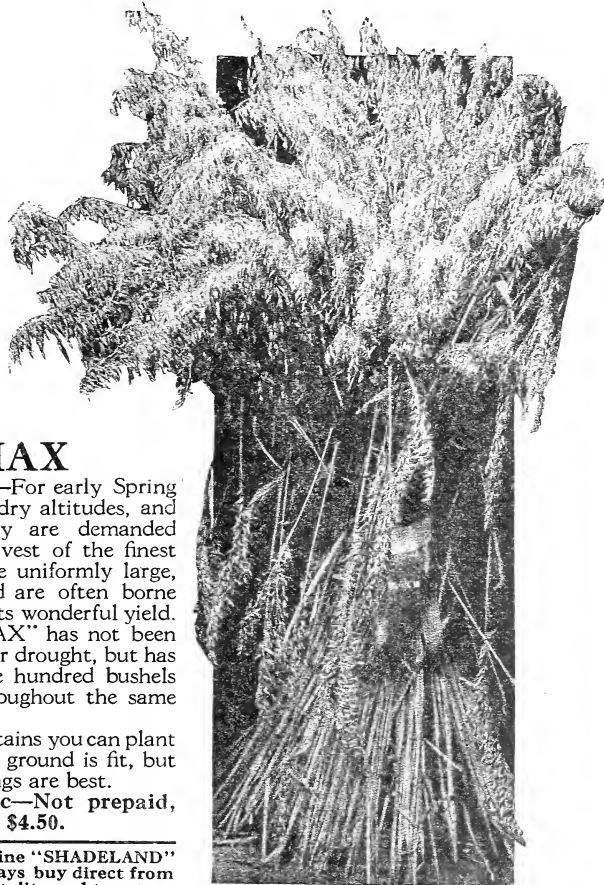 IAX
—For early Spring
dry altitudes, and
y are demanded
vest of the finest
e uniformly large,
d are often borne
ts wonderful yield.
AX" has not been
r drought, but has
e hundred bushels
oughout the same
tains you can plant
ground is fit, but
gs are best.
c—Not prepaid,
$4.50.
ine "SHADELAND"
ays buy direct from